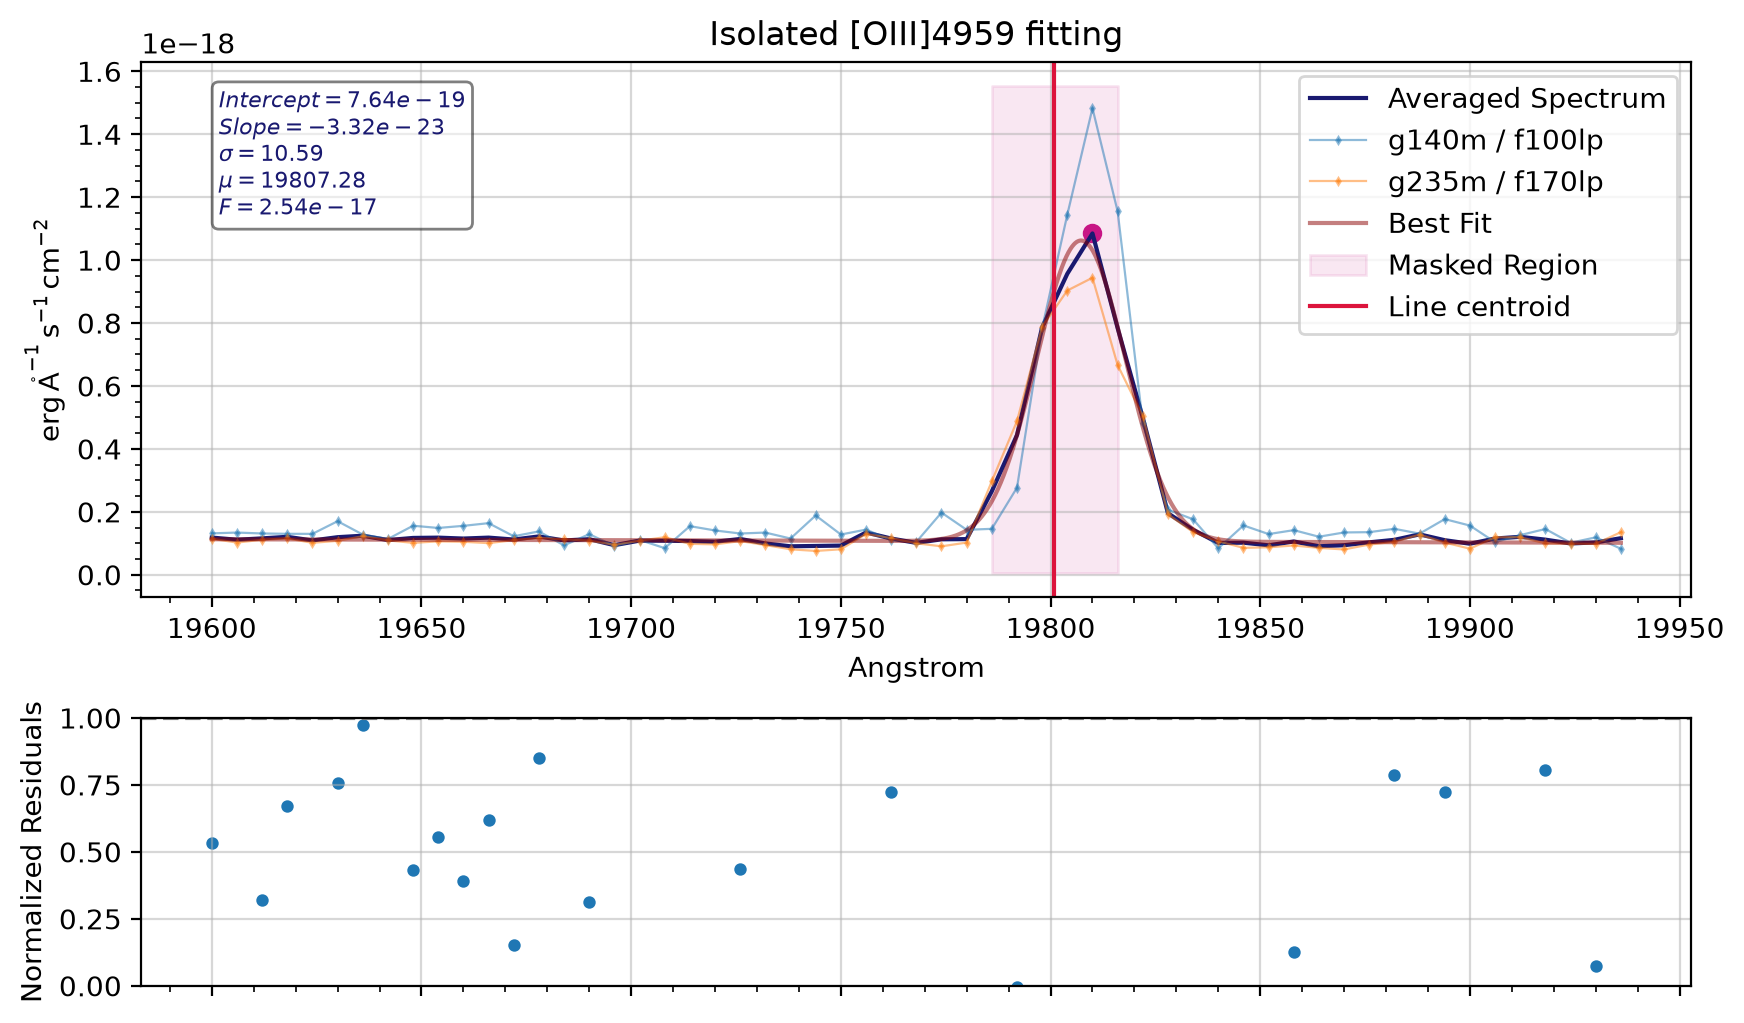 Isolated [OIII]4959 fitting
1e−18
1.6
1.4
1.2
1.0
0.8
0.6
0.4
0.2
0.0
erg Å⁻¹ s⁻¹ cm⁻²
Intercept = 7.64e − 19
Slope = −3.32e − 23
σ = 10.59
μ = 19807.28
F = 2.54e − 17
Averaged Spectrum
g140m / f100lp
g235m / f170lp
Best Fit
Masked Region
Line centroid
19600 19650 19700 19750 19800 19850 19900 19950
Angstrom
Normalized Residuals
1.00
0.75
0.50
0.25
0.00